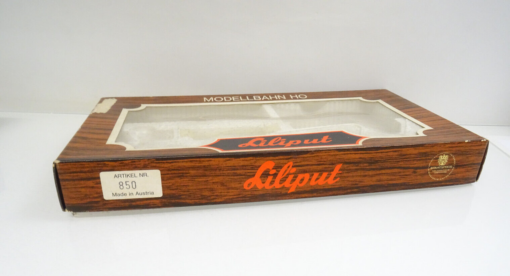 MODELLBAHN HO
Liliput
Liliput
ARTIKEL NR.
850
Made in Austria